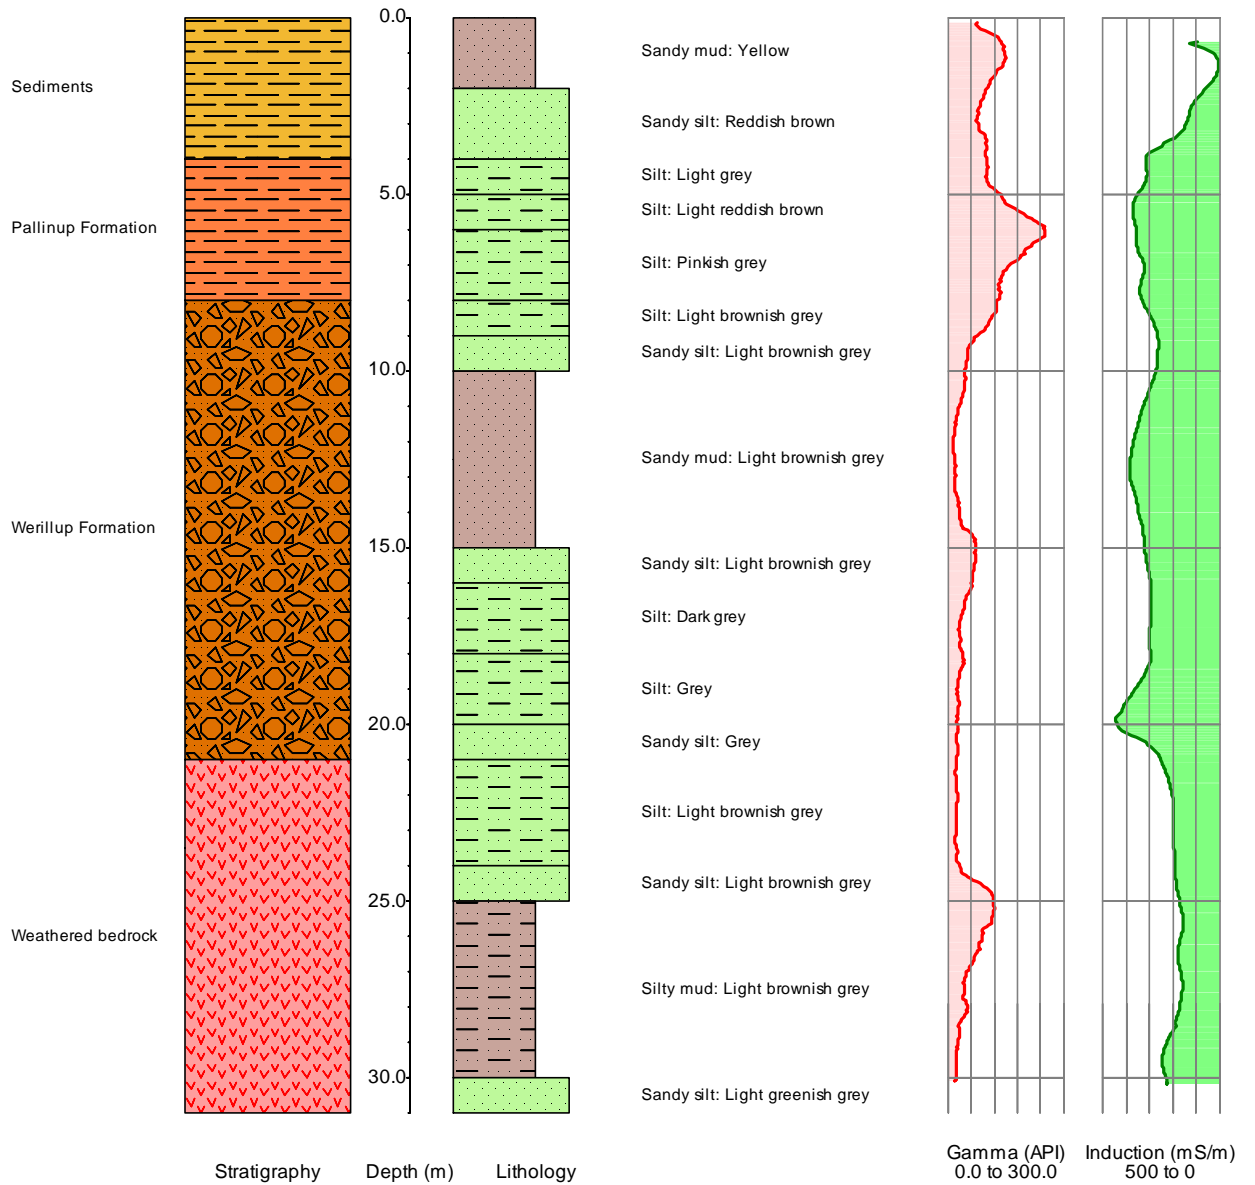 0.0
Sandy mud: Yellow
Sediments
Sandy silt: Reddish brown
Silt: Light grey
5.0
Silt: Light reddish brown
Pallinup Formation
Silt: Pinkish grey
Silt: Light brownish grey
Sandy silt: Light brownish grey
10.0
Sandy mud: Light brownish grey
Werillup Formation
15.0
Sandy silt: Light brownish grey
Silt: Dark grey
Silt: Grey
20.0
Sandy silt: Grey
Silt: Light brownish grey
Sandy silt: Light brownish grey
25.0
Weathered bedrock
Silty mud: Light brownish grey
30.0
Sandy silt: Light greenish grey
Stratigraphy
Depth (m)
Lithology
Gamma (API)
0.0 to 300.0
Induction (mS/m)
500 to 0